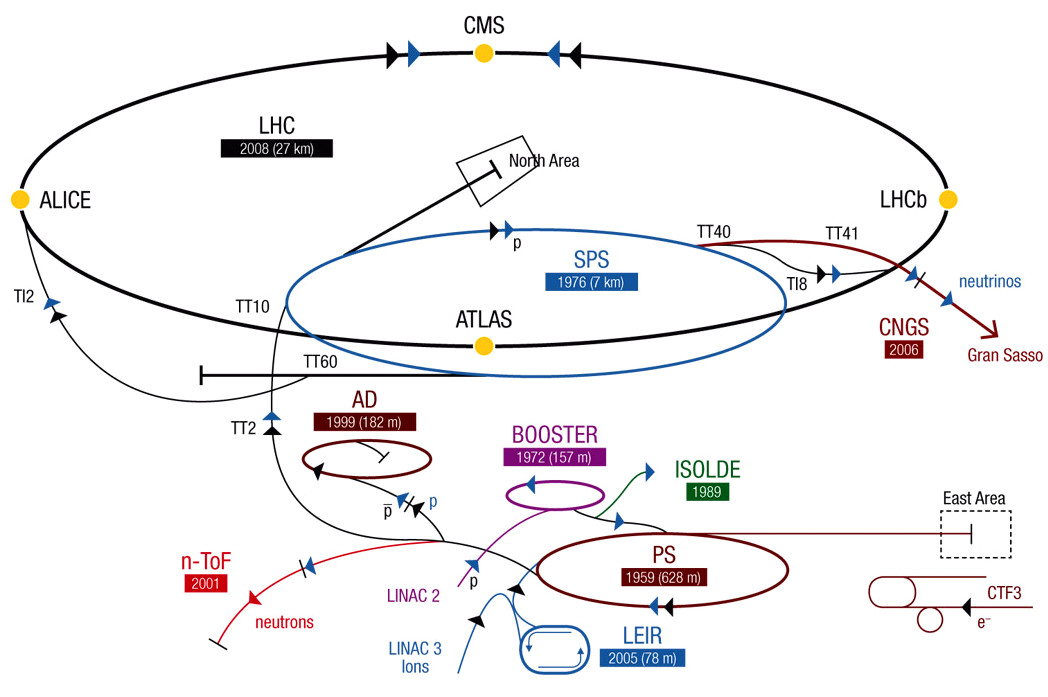 CMS
LHC
2008 (27 km)
North Area
ALICE
LHCb
TT40
TT41
p
SPS
1976 (7 km)
TI8
neutrinos
TI2
TT10
ATLAS
CNGS
2006
Gran Sasso
TT60
AD
1999 (182 m)
TT2
BOOSTER
1972 (157 m)
ISOLDE
1989
East Area
p̅
p
n-ToF
2001
PS
1959 (628 m)
p
LINAC 2
neutrons
CTF3
e–
LINAC 3
Ions
LEIR
2005 (78 m)